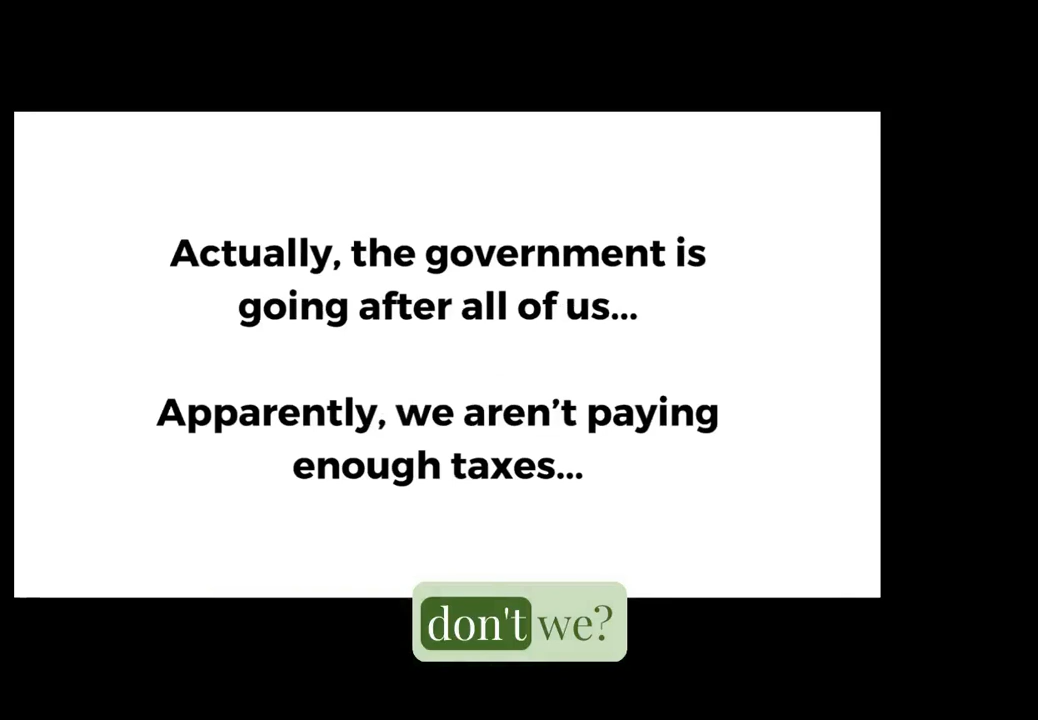 Actually, the government is
going after all of us...
Apparently, we aren’t paying
enough taxes...
don't we?